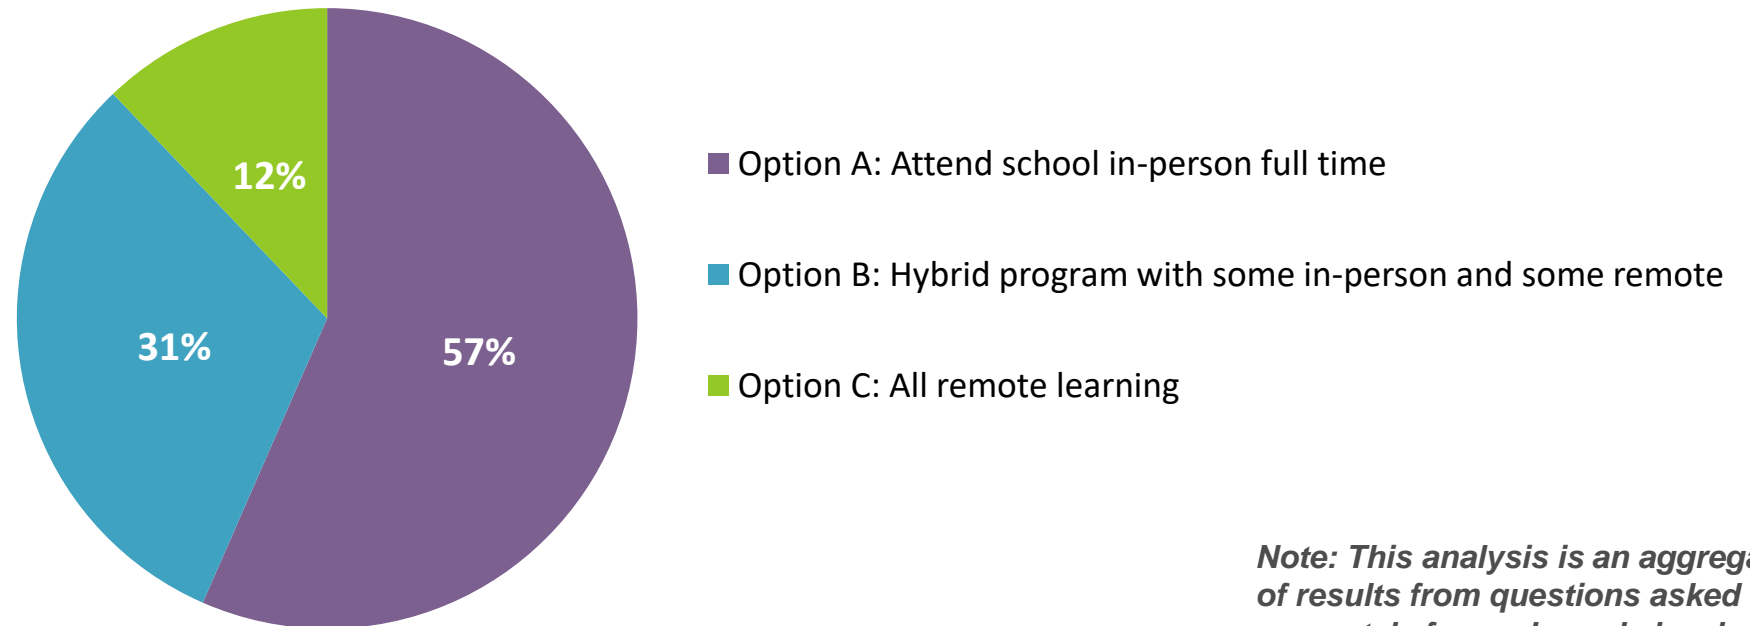 12%
31%
57%
Option A: Attend school in-person full time
Option B: Hybrid program with some in-person and some remote
Option C: All remote learning
Note: This analysis is an
of results from questions asked